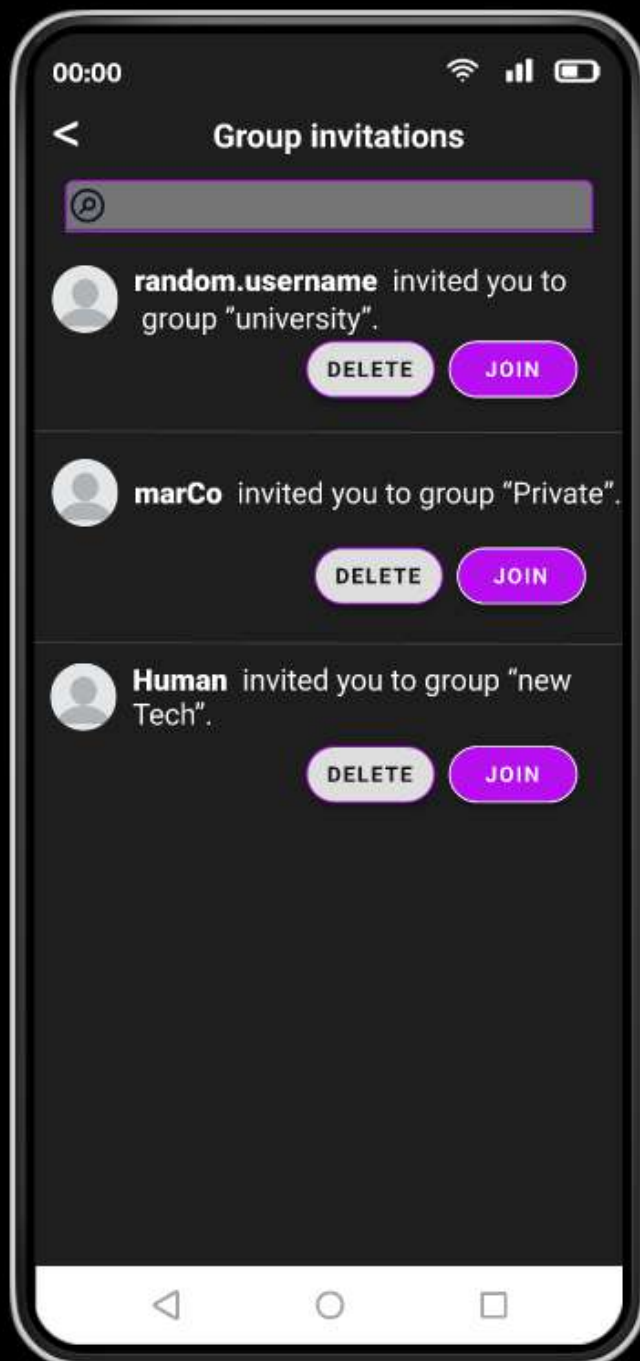 00:00
<
Group invitations
random.username invited you to
group “university”.
DELETE JOIN
marCo invited you to group “Private”.
DELETE JOIN
Human invited you to group “new
Tech”.
DELETE JOIN